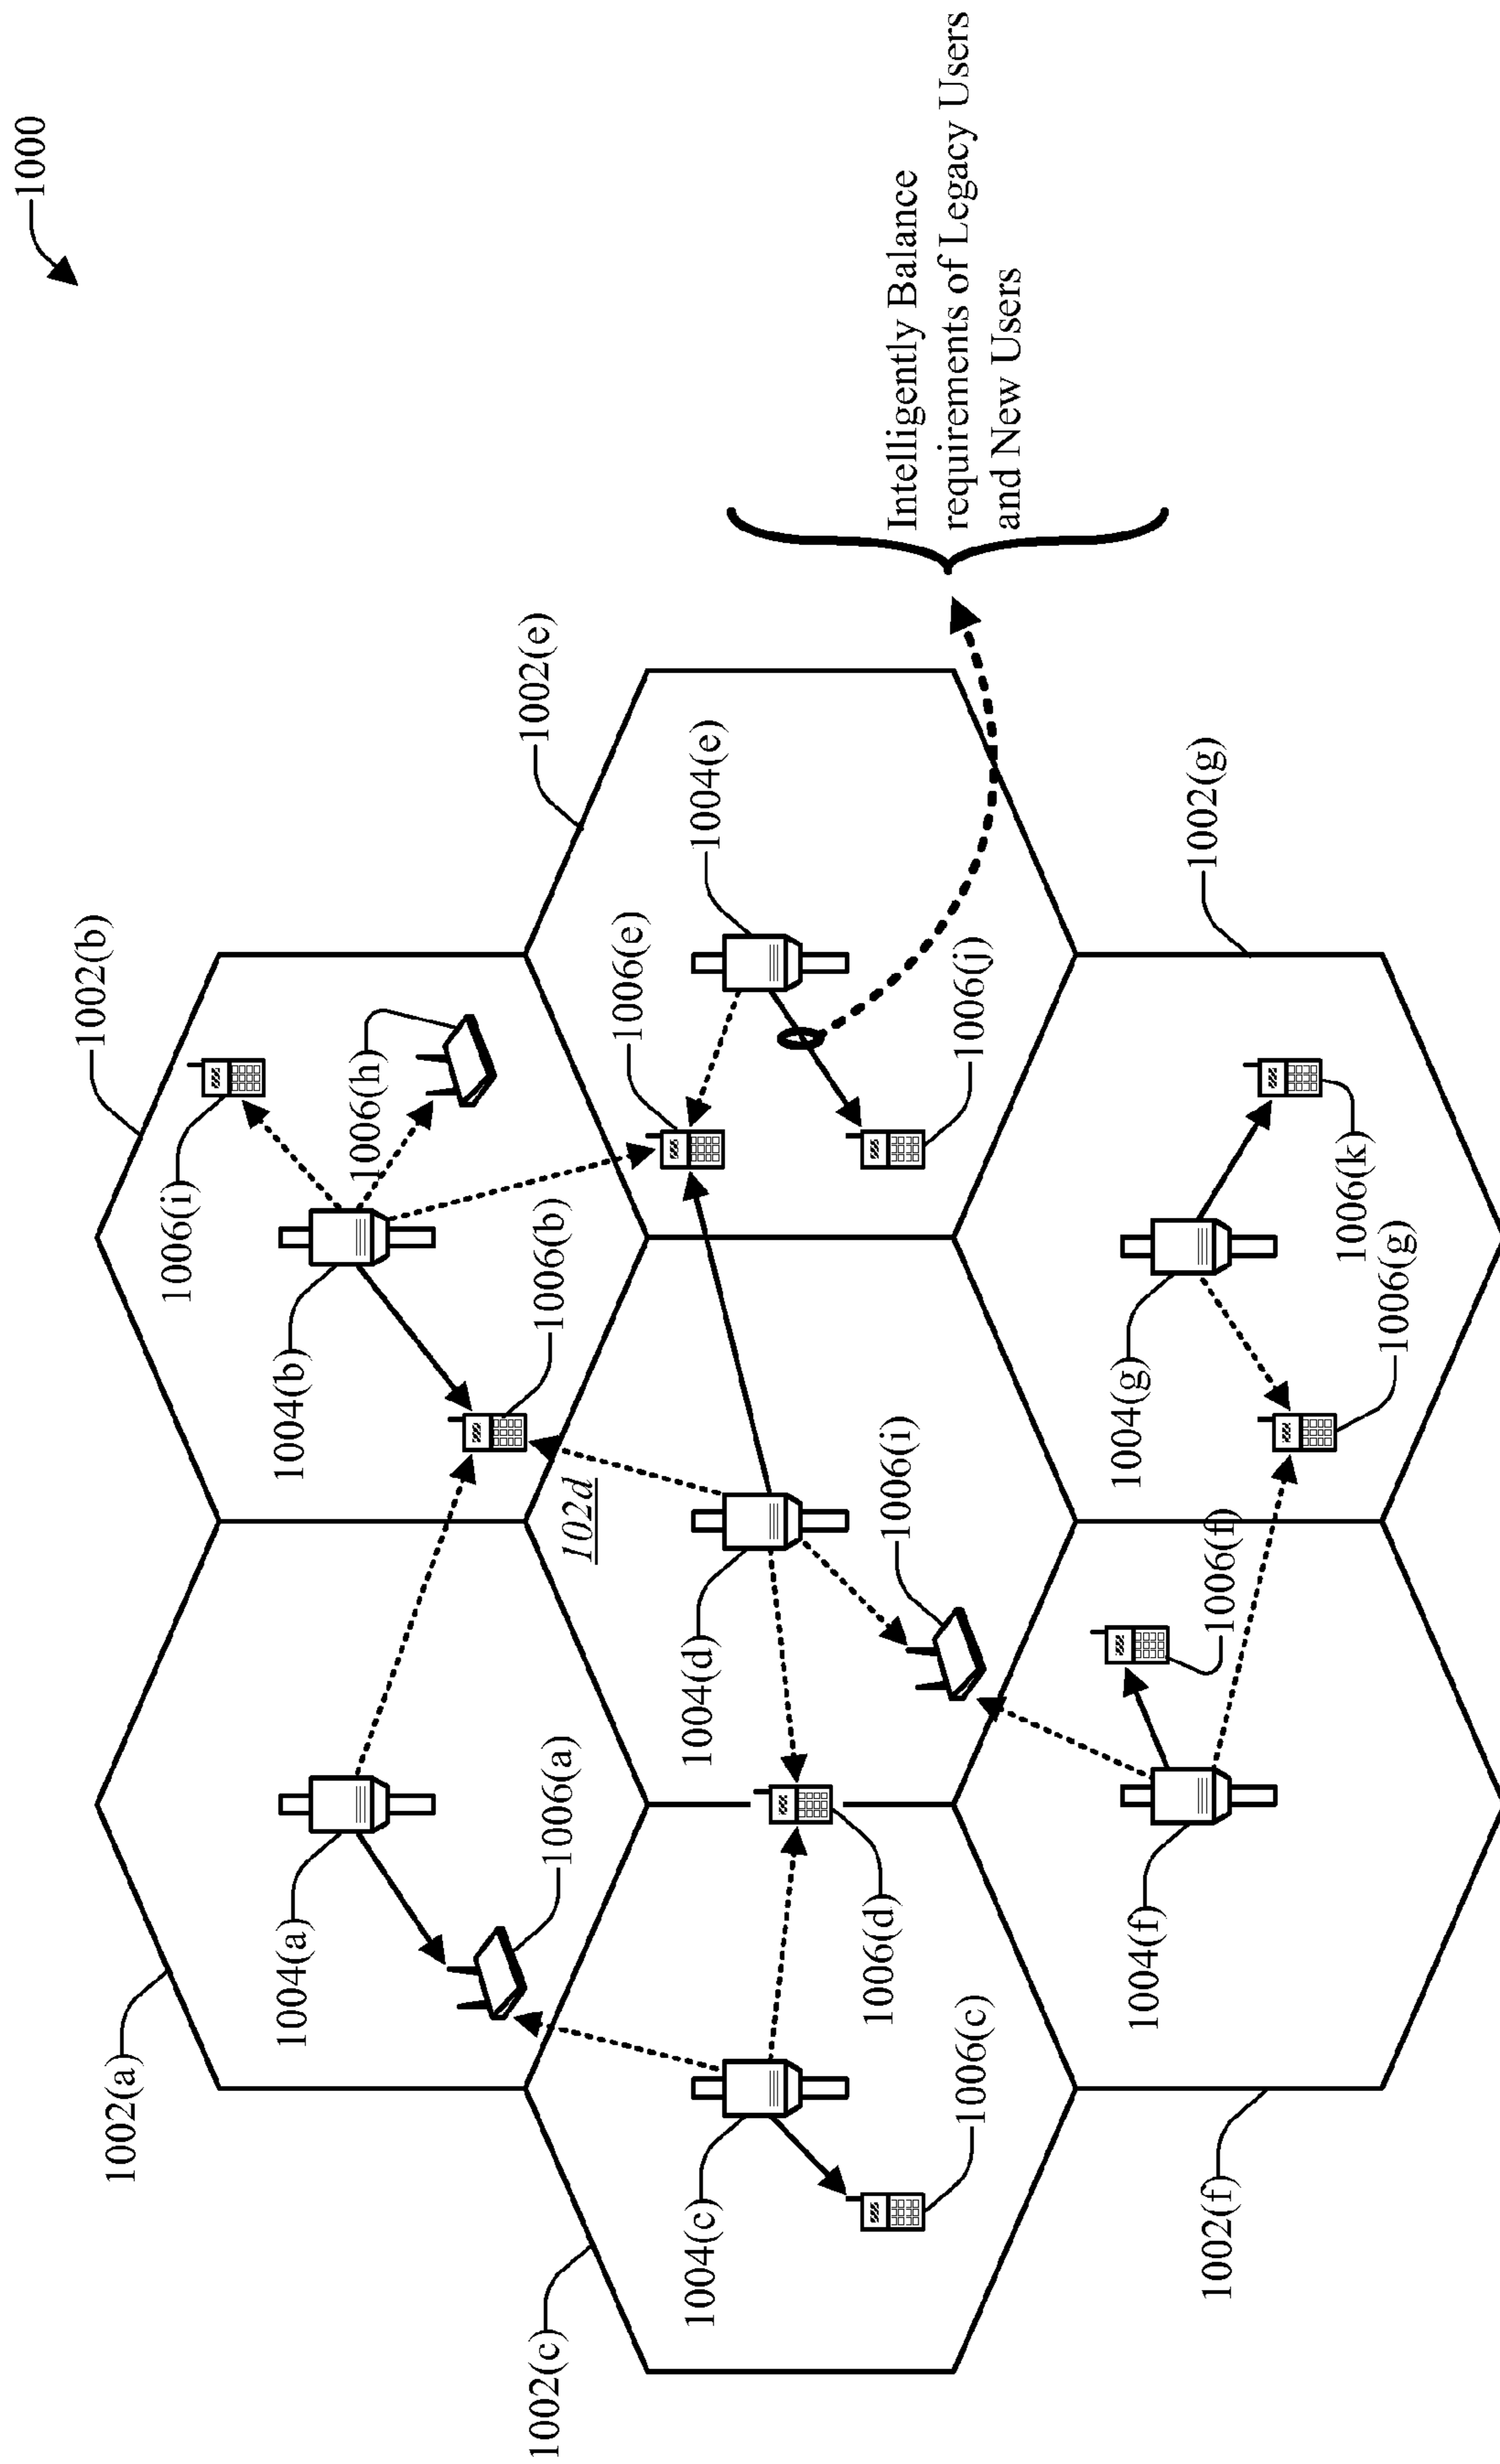 1000
1002(a)
1002(b)
1004(a)
1004(b)
1006(i)
1006(h)
1006(a)
1006(b)
1002(c)
1002(e)
102d
1004(c)
1004(d)
1004(e)
1006(e)
1006(d)
1006(i)
1006(c)
1006(j)
Intelligently Balance
requirements of Legacy Users
and New Users
1004(f)
1004(g)
1006(f)
1006(k)
1006(g)
1002(f)
1002(g)